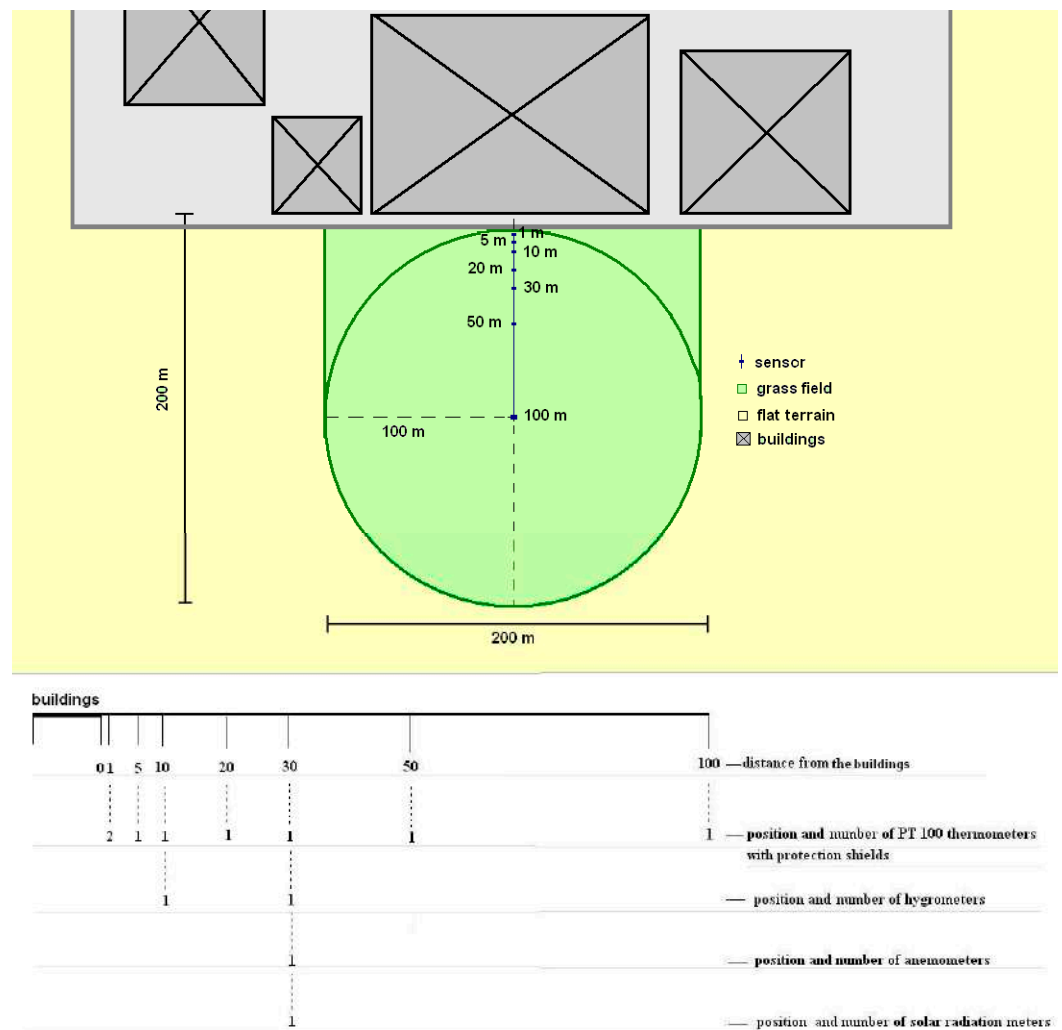 1 m
5 m
10 m
20 m
30 m
50 m
sensor
grass field
200 m
100 m
flat terrain
100 m
buildings
200 m
buildings
0 1 5 10 20 30 50 100 — distance from the buildings
2 1 1 1 1 1 1 — position and number of PT 100 thermometers
with protection shields
1 1 — position and number of hygrometers
1 — position and number of anemometers
1 — position and number of solar radiation meters